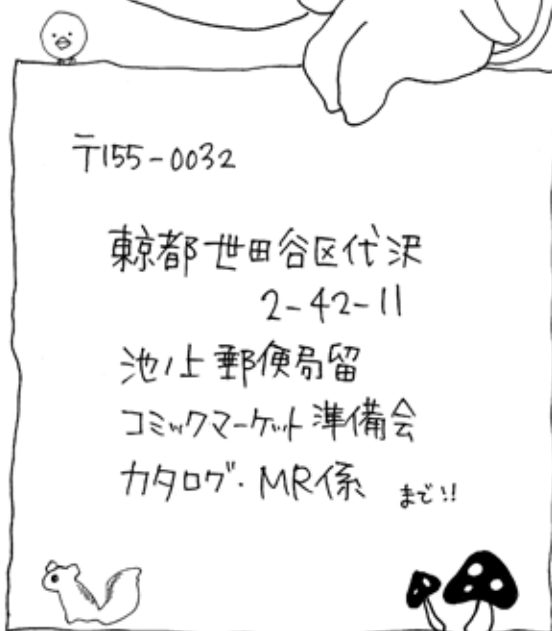 〒155-0032
東京都世田谷区代沢
2-42-11
池ノ上郵便局留
コミックマーケット準備会
カタログ・MR係 まで!!